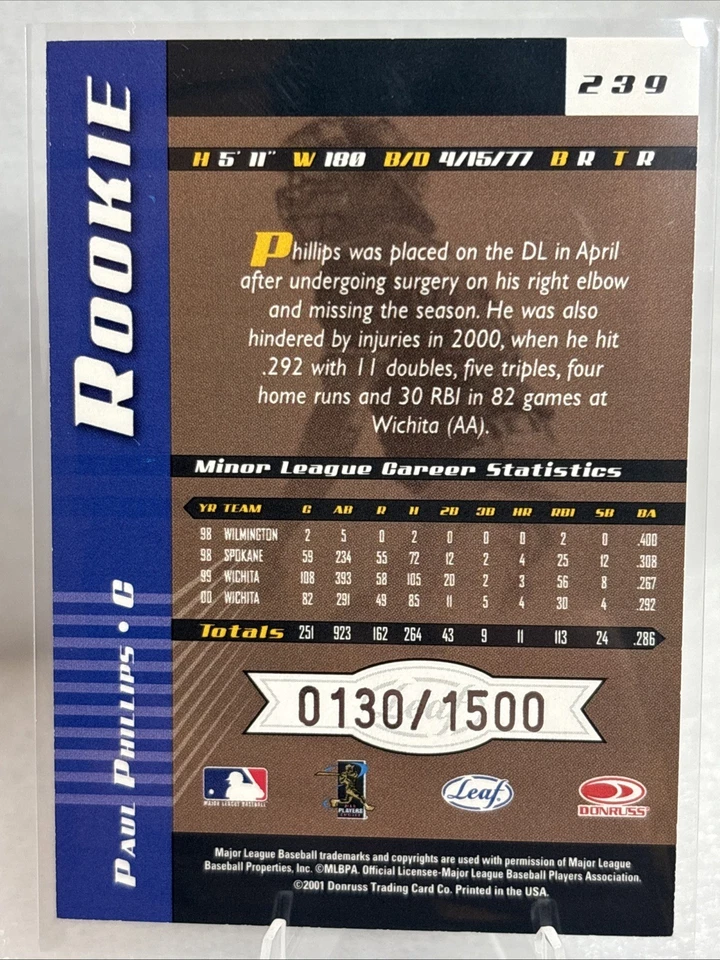 239
H 5' 11" W 180 B/D 4/15/77 B R T R
ROOKIE
PAUL PHILLIPS • C
Phillips was placed on the DL in April
after undergoing surgery on his right elbow
and missing the season. He was also
hindered by injuries in 2000, when he hit
.292 with 11 doubles, five triples, four
home runs and 30 RBI in 82 games at
Wichita (AA).
Minor League Career Statistics
YR TEAM G AB R H 2B 3B HR RBI SB BA
98 WILMINGTON 2 5 0 2 0 0 0 2 0 .400
98 SPOKANE 59 234 55 72 12 2 4 25 12 .308
99 WICHITA 108 393 58 105 20 2 3 56 8 .267
00 WICHITA 82 291 49 85 11 5 4 30 4 .292
Totals 251 923 162 264 43 9 11 113 24 .286
0130/1500
MAJOR LEAGUE BASEBALL
PLAYERS
Leaf
DONRUSS
Major League Baseball trademarks and copyrights are used with permission of Major League
Baseball Properties, Inc. ©MLBPA. Official Licensee-Major League Baseball Players Association.
©2001 Donruss Trading Card Co. Printed in the USA.